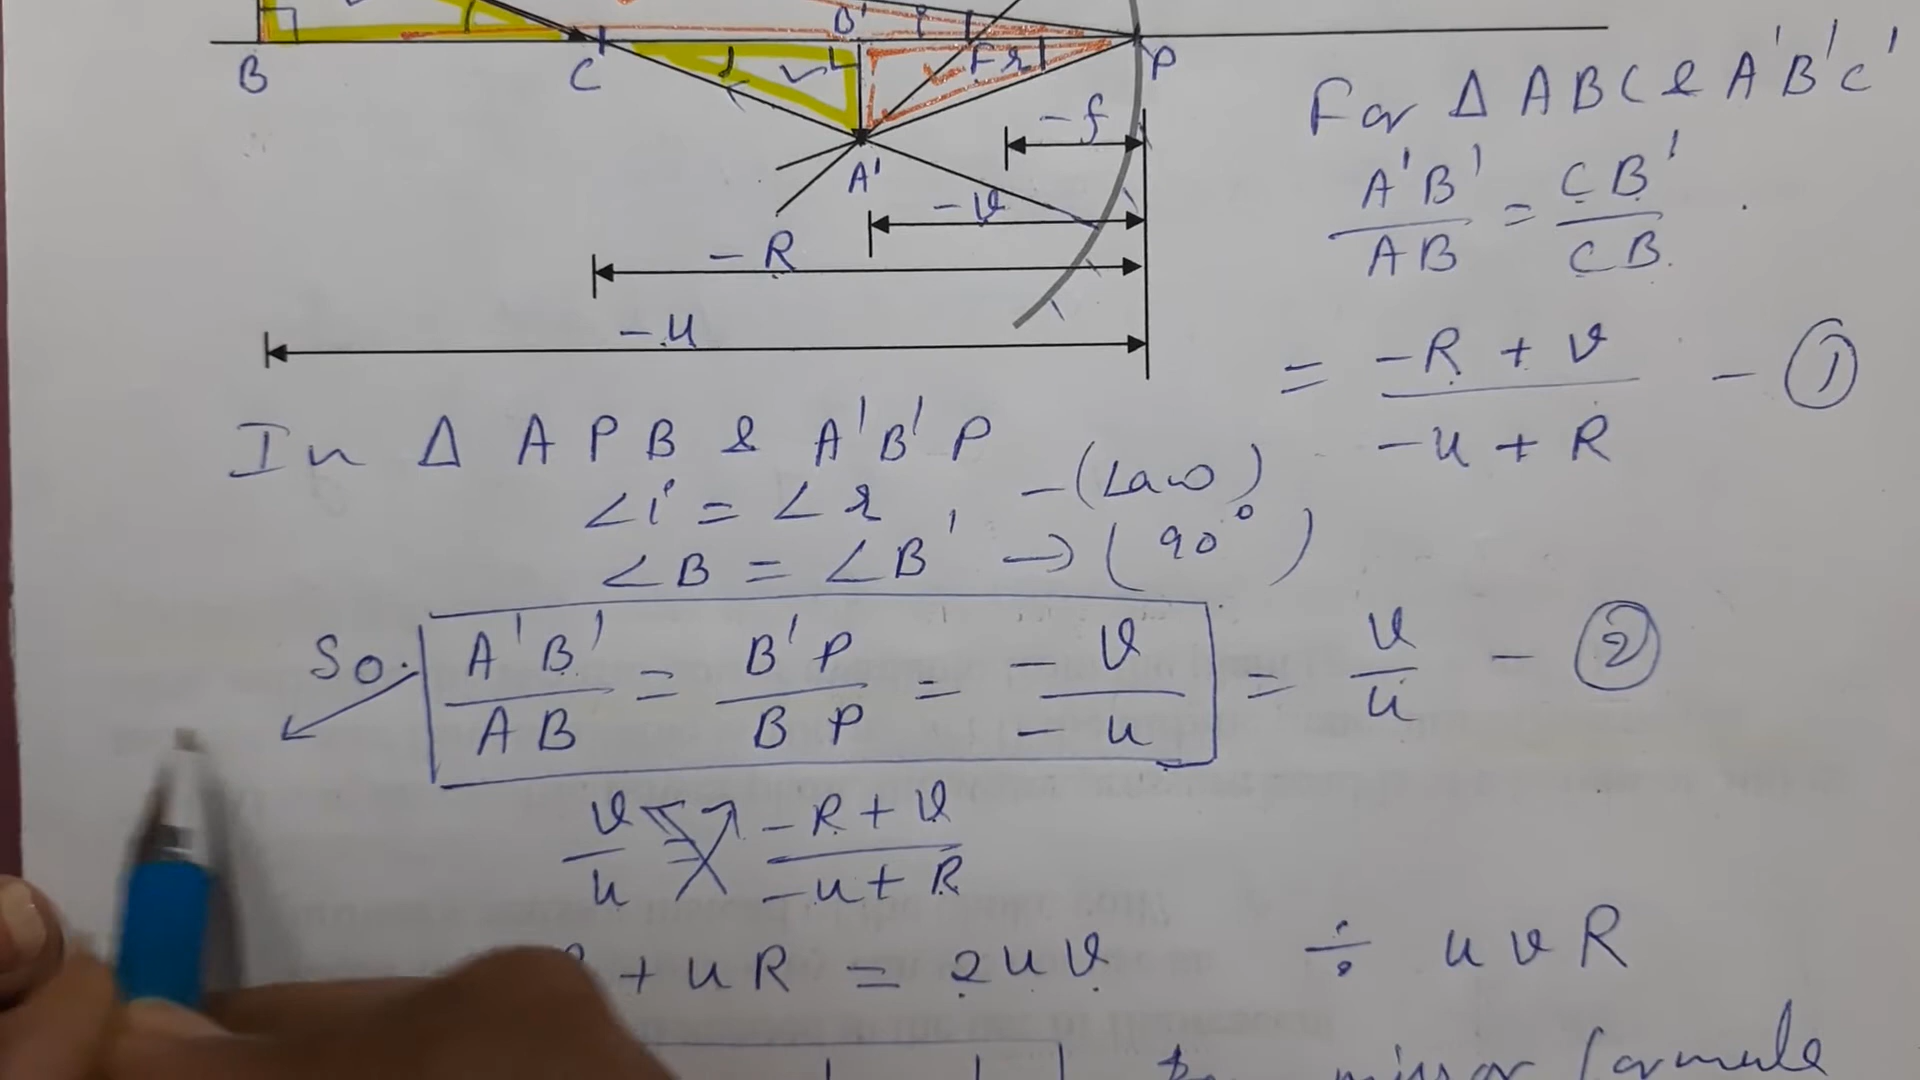 B C B' i F r P
A'
-f
-v
-R
-u
For Δ ABC & A'B'C'
A'B' / AB = CB' / CB
= -R + v / -u + R - ①
In Δ APB & A'B'P
∠i = ∠r, - (Law)
∠B = ∠B' → (90°)
So. A'B' / AB = B'P / BP = -v / -u = v / u - ②
v / u = -R + v / -u + R
+ uR = 2uv ÷ uvR
mirror formula